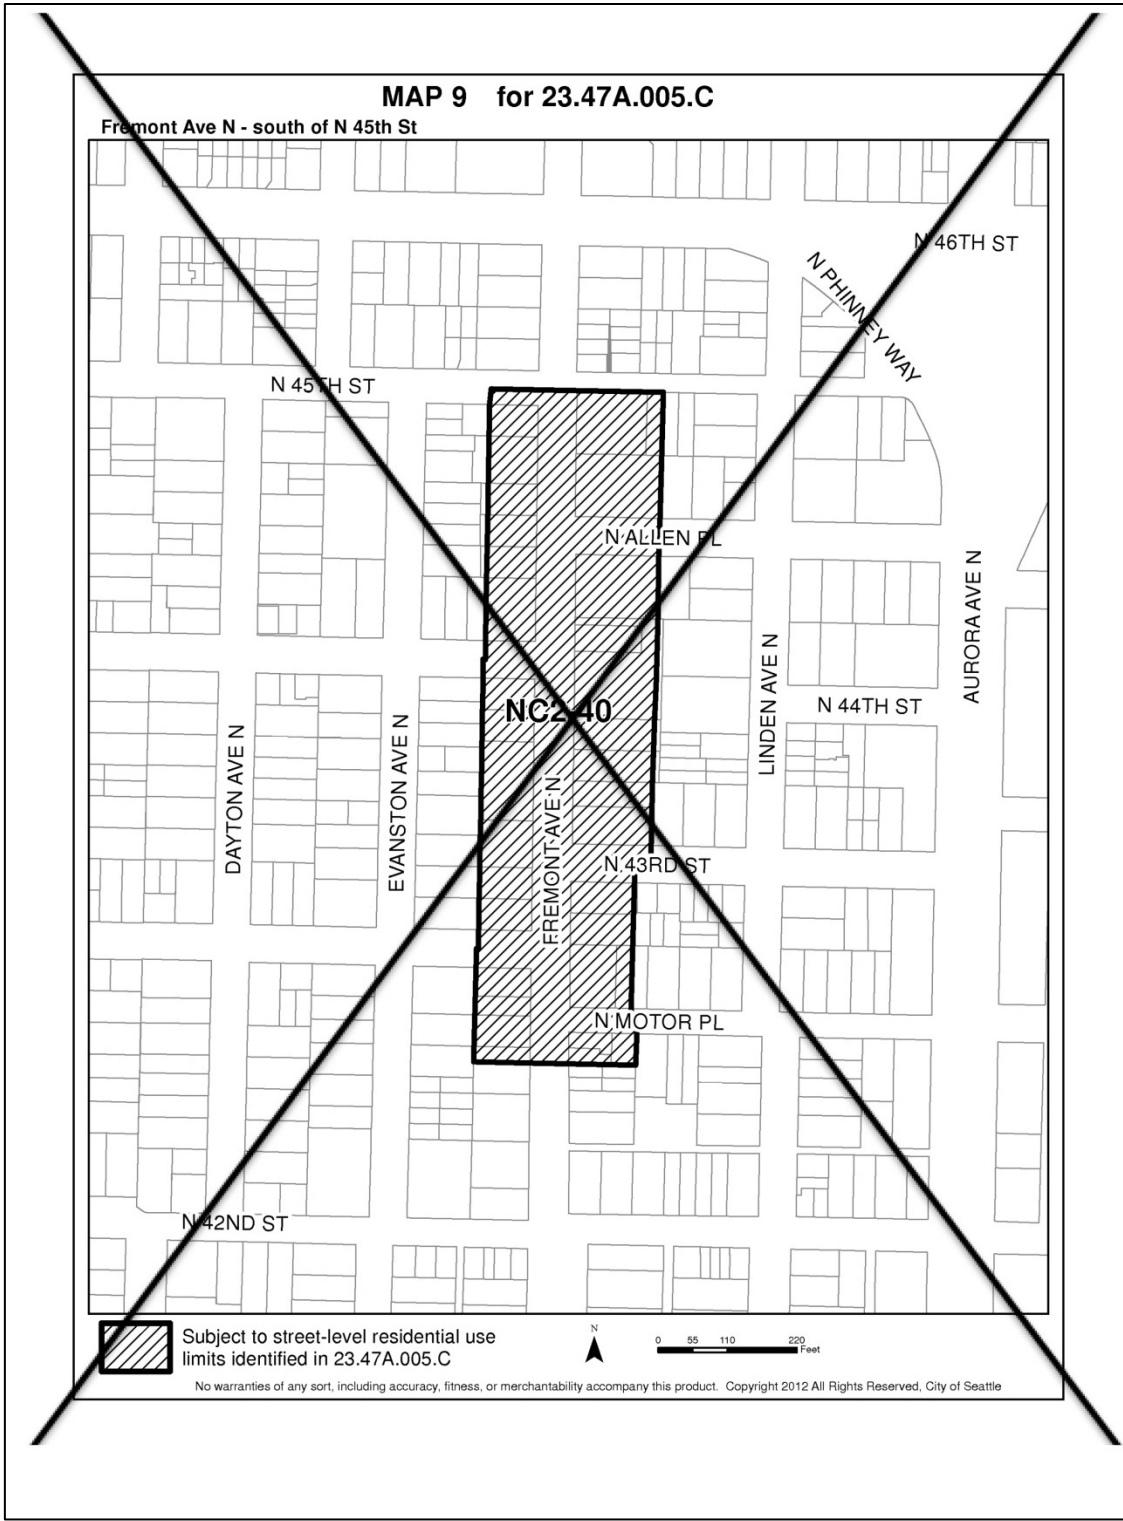 MAP 9 for 23.47A.005.C
Fremont Ave N - south of N 45th St
N 46TH ST
N PHINNEY WAY
N 45TH ST
N ALLEN PL
AURORA AVE N
LINDEN AVE N
N 44TH ST
NC2-40
DAYTON AVE N
EVANSTON AVE N
FREMONT AVE N
N 43RD ST
N MOTOR PL
N 42ND ST
Subject to street-level residential use
limits identified in 23.47A.005.C
N
0 55 110 220
Feet
No warranties of any sort, including accuracy, fitness, or merchantability accompany this product. Copyright 2012 All Rights Reserved, City of Seattle